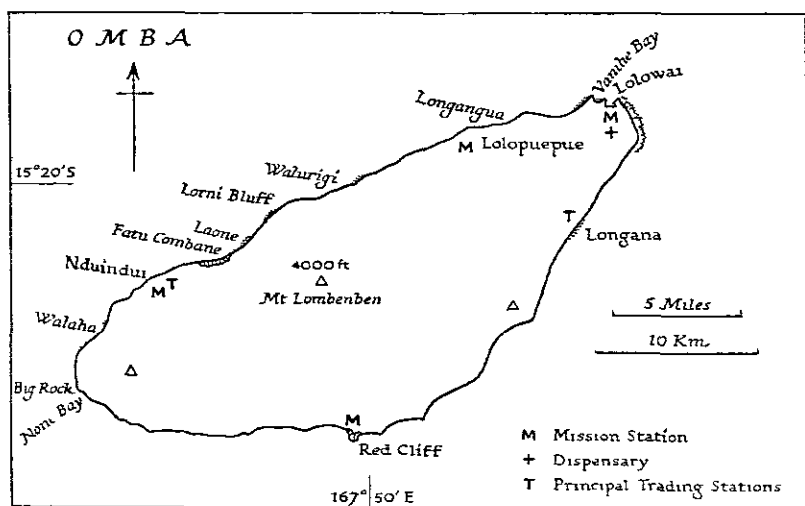 OMBA
Vanihe Bay
Lolowai
M
+
Longangua
M Lolopuepue
15°20'S
Walurigi
Lorni Bluff
T
Longana
Laone
Fatu Combane
4000 ft
Mt Lombenben
Nduindui
M T
5 Miles
10 Km
Walaha
Big Rock
Noni Bay
M
Red Cliff
M Mission Station
+ Dispensary
T Principal Trading Stations
167° 50' E